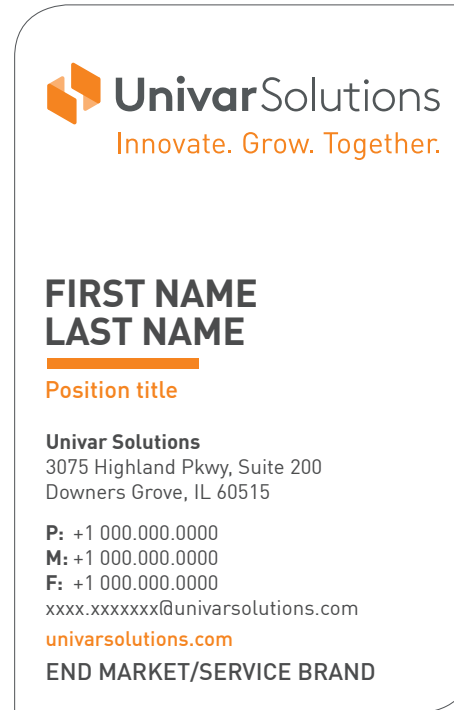 UnivarSolutions
Innovate. Grow. Together.
FIRST NAME
LAST NAME
Position title
Univar Solutions
3075 Highland Pkwy, Suite 200
Downers Grove, IL 60515
P: +1 000.000.0000
M: +1 000.000.0000
F: +1 000.000.0000
xxxx.xxxxxxx@univarsolutions.com
univarsolutions.com
END MARKET/SERVICE BRAND